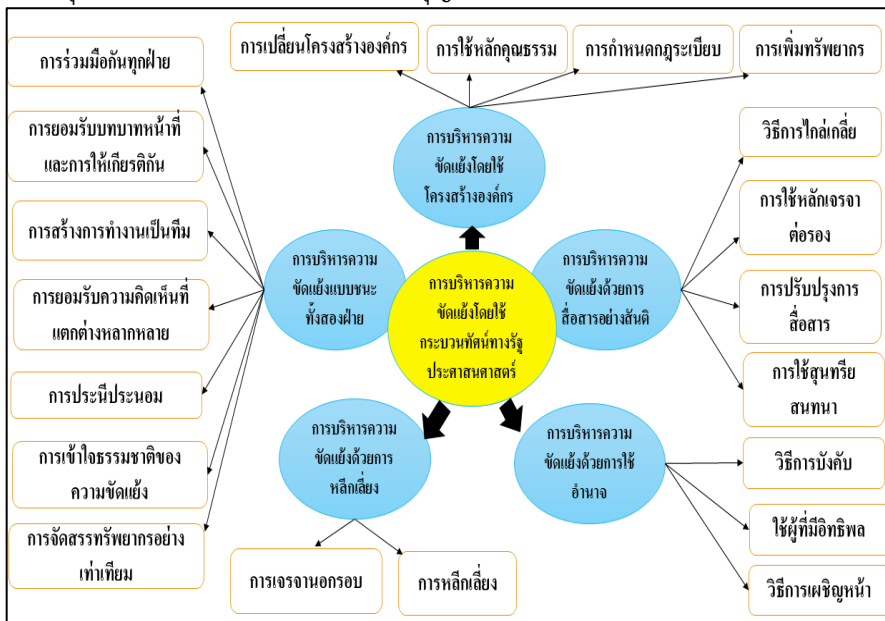 การเปลี่ยนโครงสร้างองค์กร
การใช้หลักคุณธรรม
การกำหนดกฎระเบียบ
การเพิ่มทรัพยากร
การร่วมมือกันทุกฝ่าย
การยอมรับบทบาทหน้าที่
และการให้เกียรติกัน
การสร้างการทำงานเป็นทีม
การยอมรับความคิดเห็นที่
แตกต่างหลากหลาย
การประนีประนอม
การเข้าใจธรรมชาติของ
ความขัดแย้ง
การจัดสรรทรัพยากรอย่าง
เท่าเทียม
การบริหารความ
ขัดแย้งโดยใช้
โครงสร้างองค์กร
การบริหารความ
ขัดแย้งแบบชนะ
ทั้งสองฝ่าย
การบริหารความ
ขัดแย้งโดยใช้
กระบวนทัศน์ทางรัฐ
ประศาสนศาสตร์
การบริหารความ
ขัดแย้งด้วยการ
สื่อสารอย่างสันติ
การบริหารความ
ขัดแย้งด้วยการ
หลีกเลี่ยง
การบริหารความ
ขัดแย้งด้วยการใช้
อำนาจ
วิธีการไกล่เกลี่ย
การใช้หลักเจรจา
ต่อรอง
การปรับปรุงการ
สื่อสาร
การใช้สุนทรีย
สนทนา
วิธีการบังคับ
ใช้ผู้ที่มีอิทธิพล
วิธีการเผชิญหน้า
การเจรจานอกรอบ
การหลีกเลี่ยง